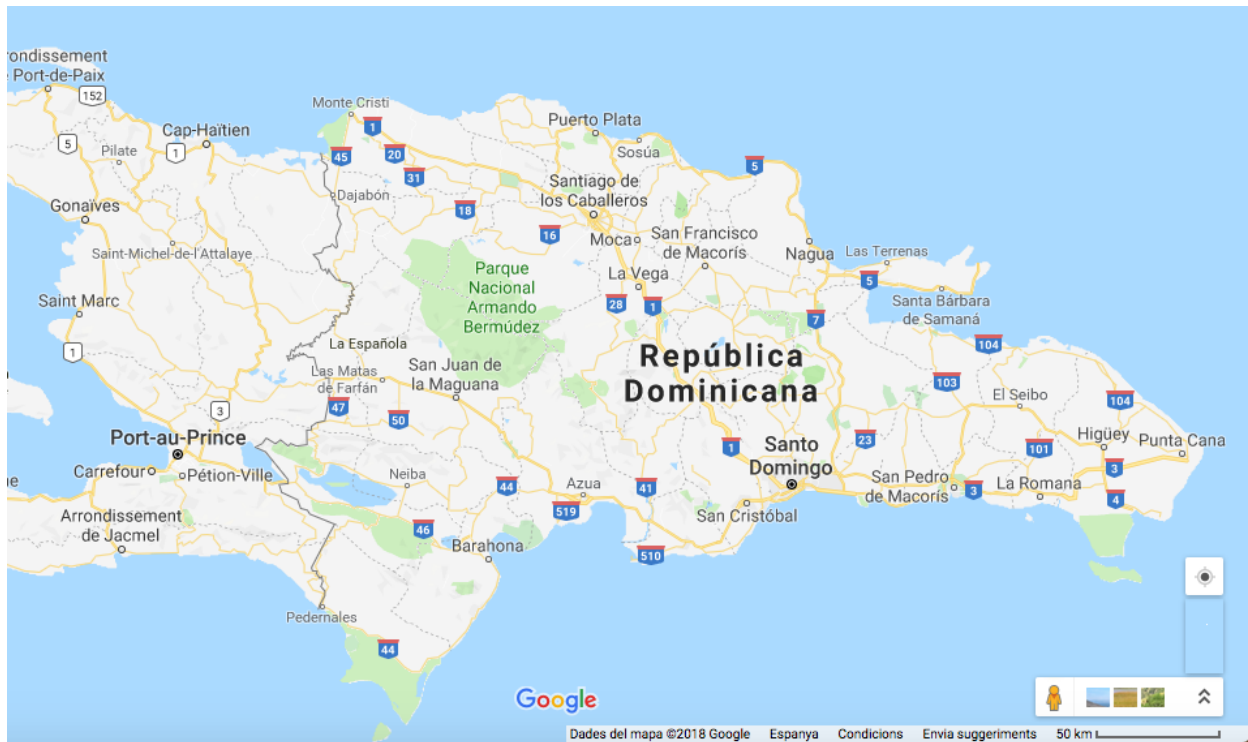 rondissement
Port-de-Paix
152
Monte Cristi
Cap-Haïtien
1
Puerto Plata
5
Pilate
1
45
20
Sosúa
31
5
Santiago de
los Caballeros
Dajabón
Gonaïves
18
16
Moca
San Francisco
de Macorís
Saint-Michel-de-l'Attalaye
Nagua
Las Terrenas
Parque
Nacional
Armando
Bermúdez
La Vega
5
Saint Marc
28
1
Santa Bárbara
de Samaná
7
1
La Española
104
República
Dominicana
San Juan de
la Maguana
Las Matas
de Farfán
103
El Seibo
104
3
47
50
Port-au-Prince
1
Santo
Domingo
23
101
Higüey
Punta Cana
Carrefour
Pétion-Ville
Neiba
44
Azua
41
San Pedro
de Macorís
3
La Romana
3
4
519
San Cristóbal
Arrondissement
de Jacmel
46
Barahona
510
Pedernales
44
Google
Dades del mapa ©2018 Google Espanya Condicions Envia suggeriments 50 km